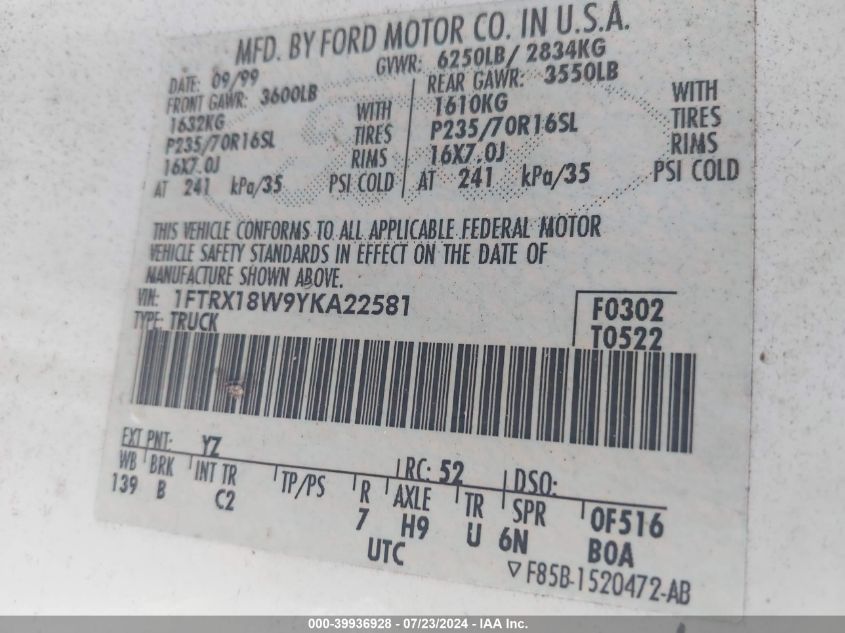 MFD. BY FORD MOTOR CO. IN U.S.A.
DATE: 09/99 GVWR: 6250LB/ 2834KG
FRONT GAWR: 3600LB REAR GAWR: 3550LB
1632KG WITH 1610KG WITH
P235/70R16SL TIRES P235/70R16SL TIRES
16X7.0J RIMS 16X7.0J RIMS
AT 241 kPa/35 PSI COLD AT 241 kPa/35 PSI COLD
THIS VEHICLE CONFORMS TO ALL APPLICABLE FEDERAL MOTOR
VEHICLE SAFETY STANDARDS IN EFFECT ON THE DATE OF
MANUFACTURE SHOWN ABOVE.
VIN: 1FTRX18W9YKA22581 F0302
TYPE: TRUCK T0522
EXT PNT: YZ RC: 52 DSO:
WB BRK INT TR TP/PS R AXLE TR SPR 0F516
139 B C2 7 H9 U 6N BOA
UTC
▽ F85B-1520472-AB
000-39936928 - 07/23/2024 - IAA Inc.